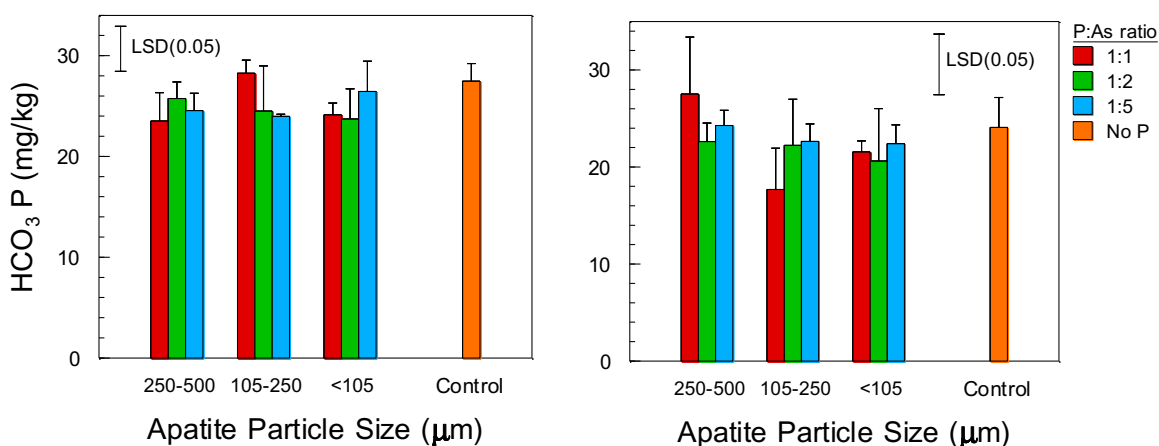 LSD(0.05)
30
20
10
0
HCO3 P (mg/kg)
250-500 105-250 <105 Control
Apatite Particle Size (μm)
LSD(0.05)
30
20
10
0
250-500 105-250 <105 Control
Apatite Particle Size (μm)
P:As ratio
1:1
1:2
1:5
No P